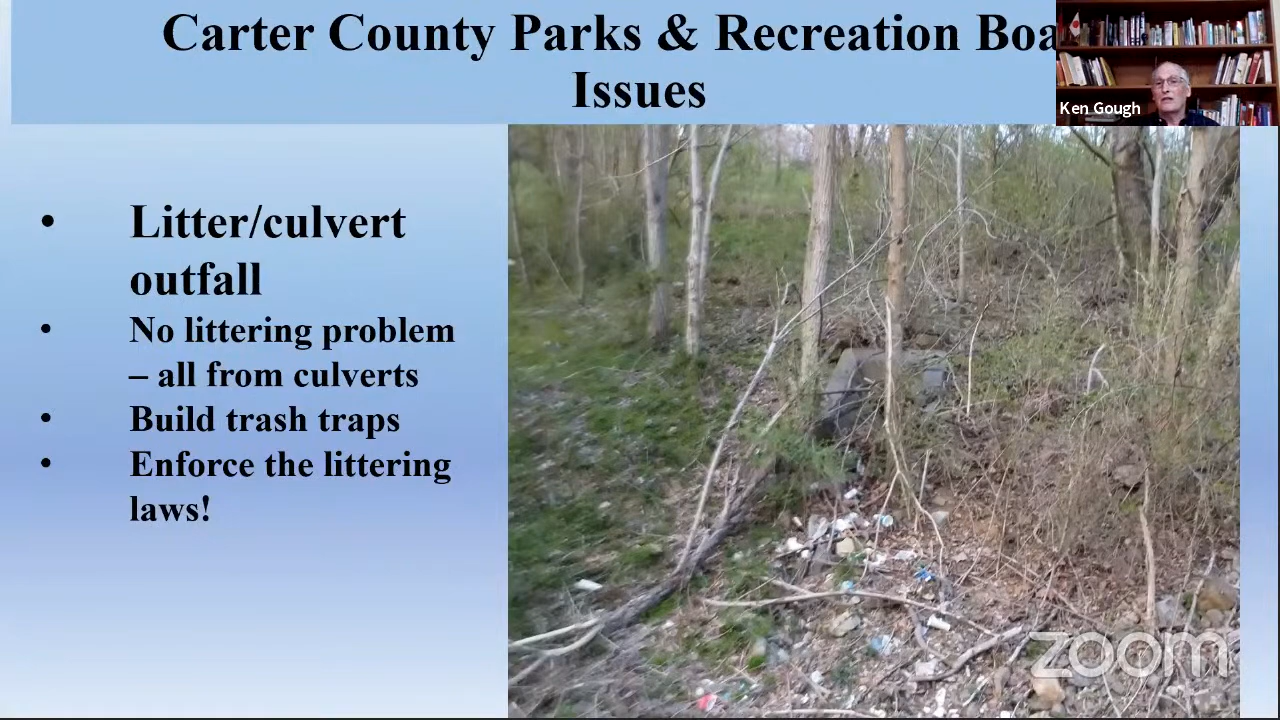 Carter County Parks & Recreation Boa
Issues
Ken Gough
• Litter/culvert
outfall
• No littering problem
– all from culverts
• Build trash traps
• Enforce the littering
laws!
zoom